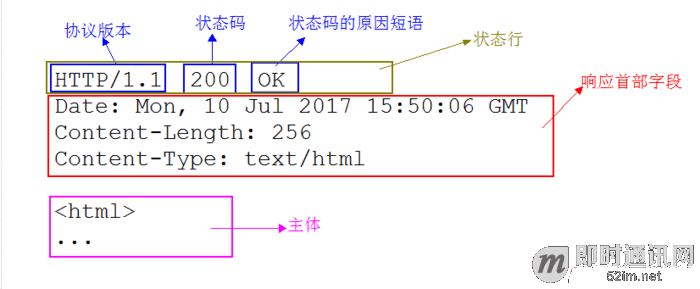 协议版本
状态码
状态码的原因短语
状态行
HTTP/1.1 200 OK
响应首部字段
Date: Mon, 10 Jul 2017 15:50:06 GMT
Content-Length: 256
Content-Type: text/html
<html>
...
主体
即时通讯网
52im.net